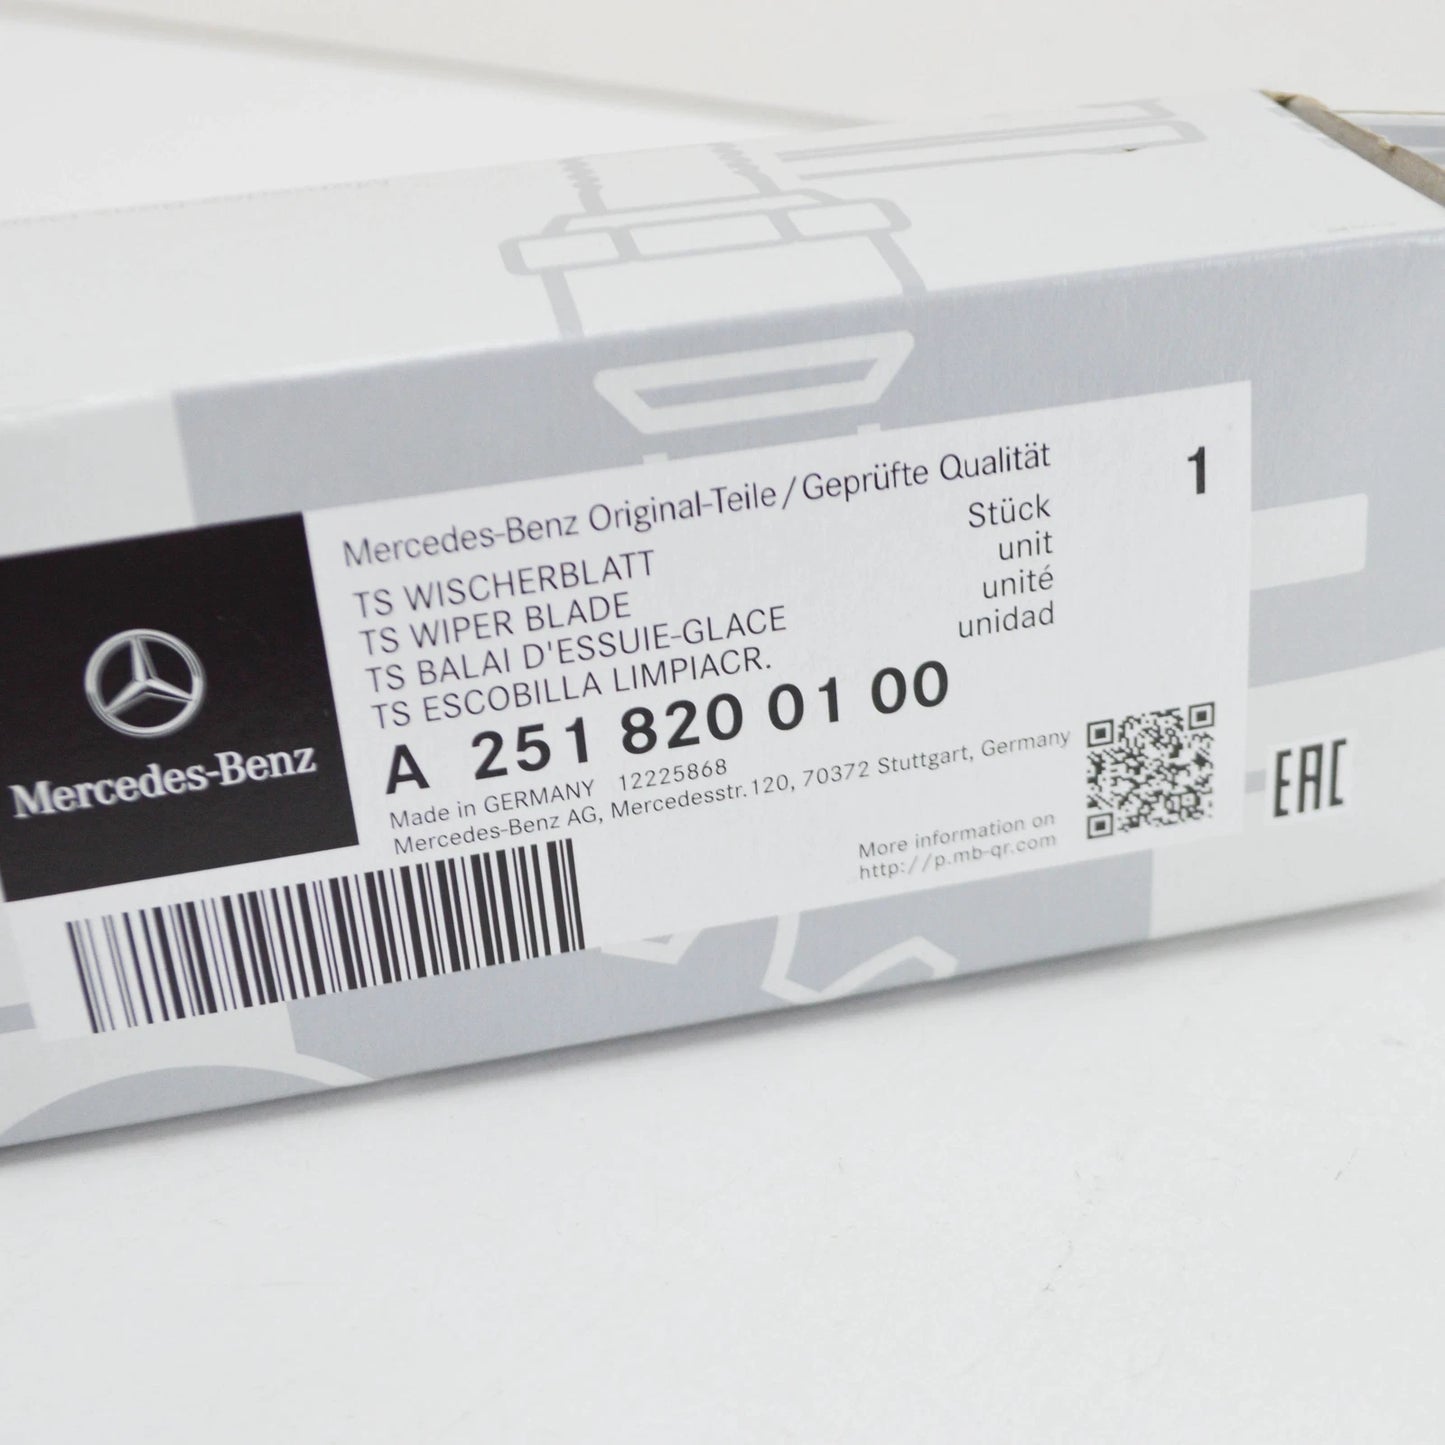 Mercedes-Benz Original-Teile/Geprüfte Qualität
1
TS WISCHERBLATT
TS WIPER BLADE
TS BALAI D'ESSUIE-GLACE
TS ESCOBILLA LIMPIACR.
Stück
unit
unité
unidad
A 251 820 01 00
Made in GERMANY 12225868
Mercedes-Benz AG, Mercedesstr. 120, 70372 Stuttgart, Germany
More information on
http://p.mb-qr.com
Mercedes-Benz
EAC